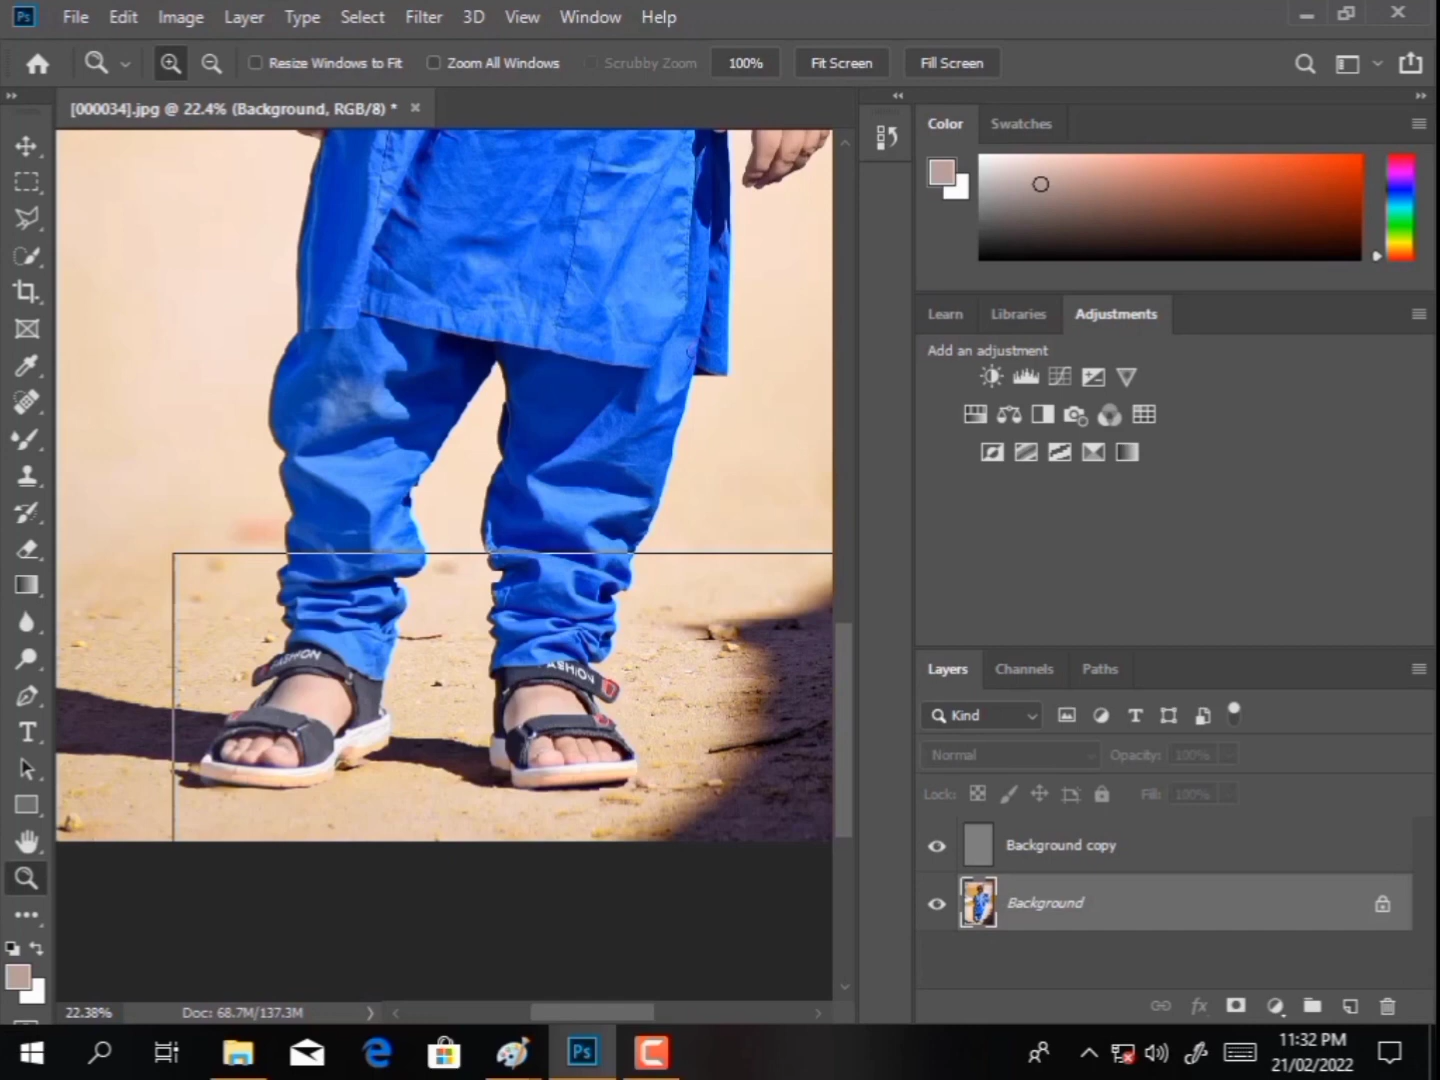 Ps File Edit Image Layer Type Select Filter 3D View Window Help
Resize Windows to Fit Zoom All Windows Scrubby Zoom 100% Fit Screen Fill Screen
[000034].jpg @ 22.4% (Background, RGB/8) *
Color Swatches
Learn Libraries Adjustments
Add an adjustment
FASHION
FASHION
Layers Channels Paths
Kind
Normal Opacity: 100%
Lock: Fill: 100%
Background copy
Background
22.38% Doc: 68.7M/137.3M
Ps
11:32 PM
21/02/2022